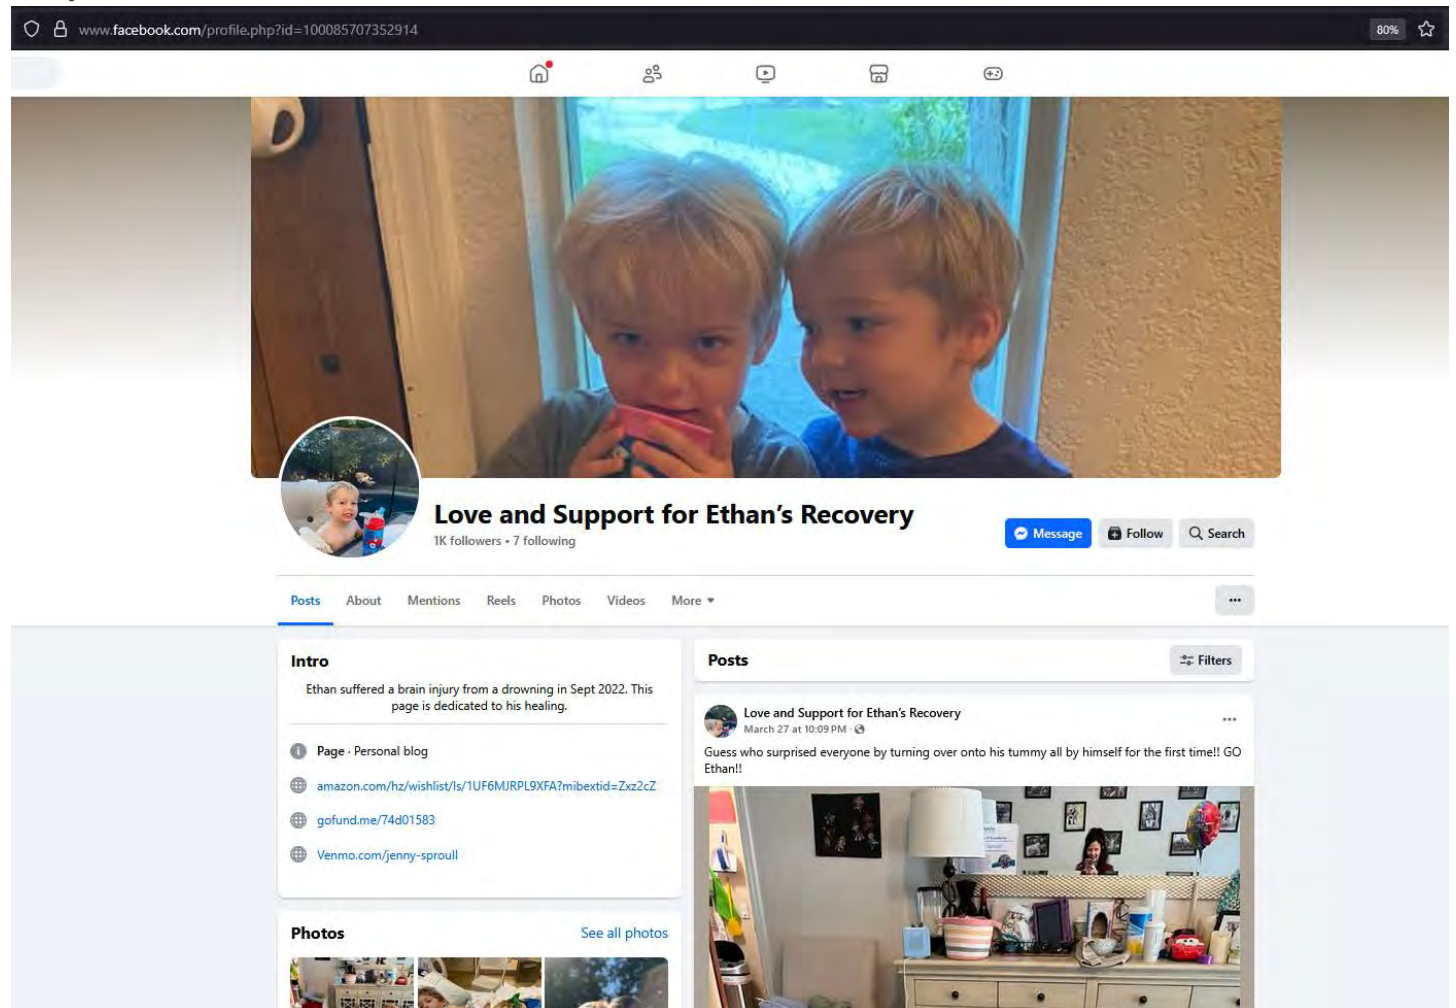 www.facebook.com/profile.php?id=100085707352914
80%
Love and Support for Ethan's Recovery
1K followers • 7 following
Message
Follow
Search
Posts
About
Mentions
Reels
Photos
Videos
More
Intro
Ethan suffered a brain injury from a drowning in Sept 2022. This
page is dedicated to his healing.
Page · Personal blog
amazon.com/hz/wishlist/ls/1UF6MJRPL9XFA?mibextid=Zxz2cZ
gofund.me/74d01583
Venmo.com/jenny-sproull
Photos
See all photos
Posts
Filters
Love and Support for Ethan's Recovery
March 27 at 10:09 PM ·
Guess who surprised everyone by turning over onto his tummy all by himself for the first time!! GO
Ethan!!